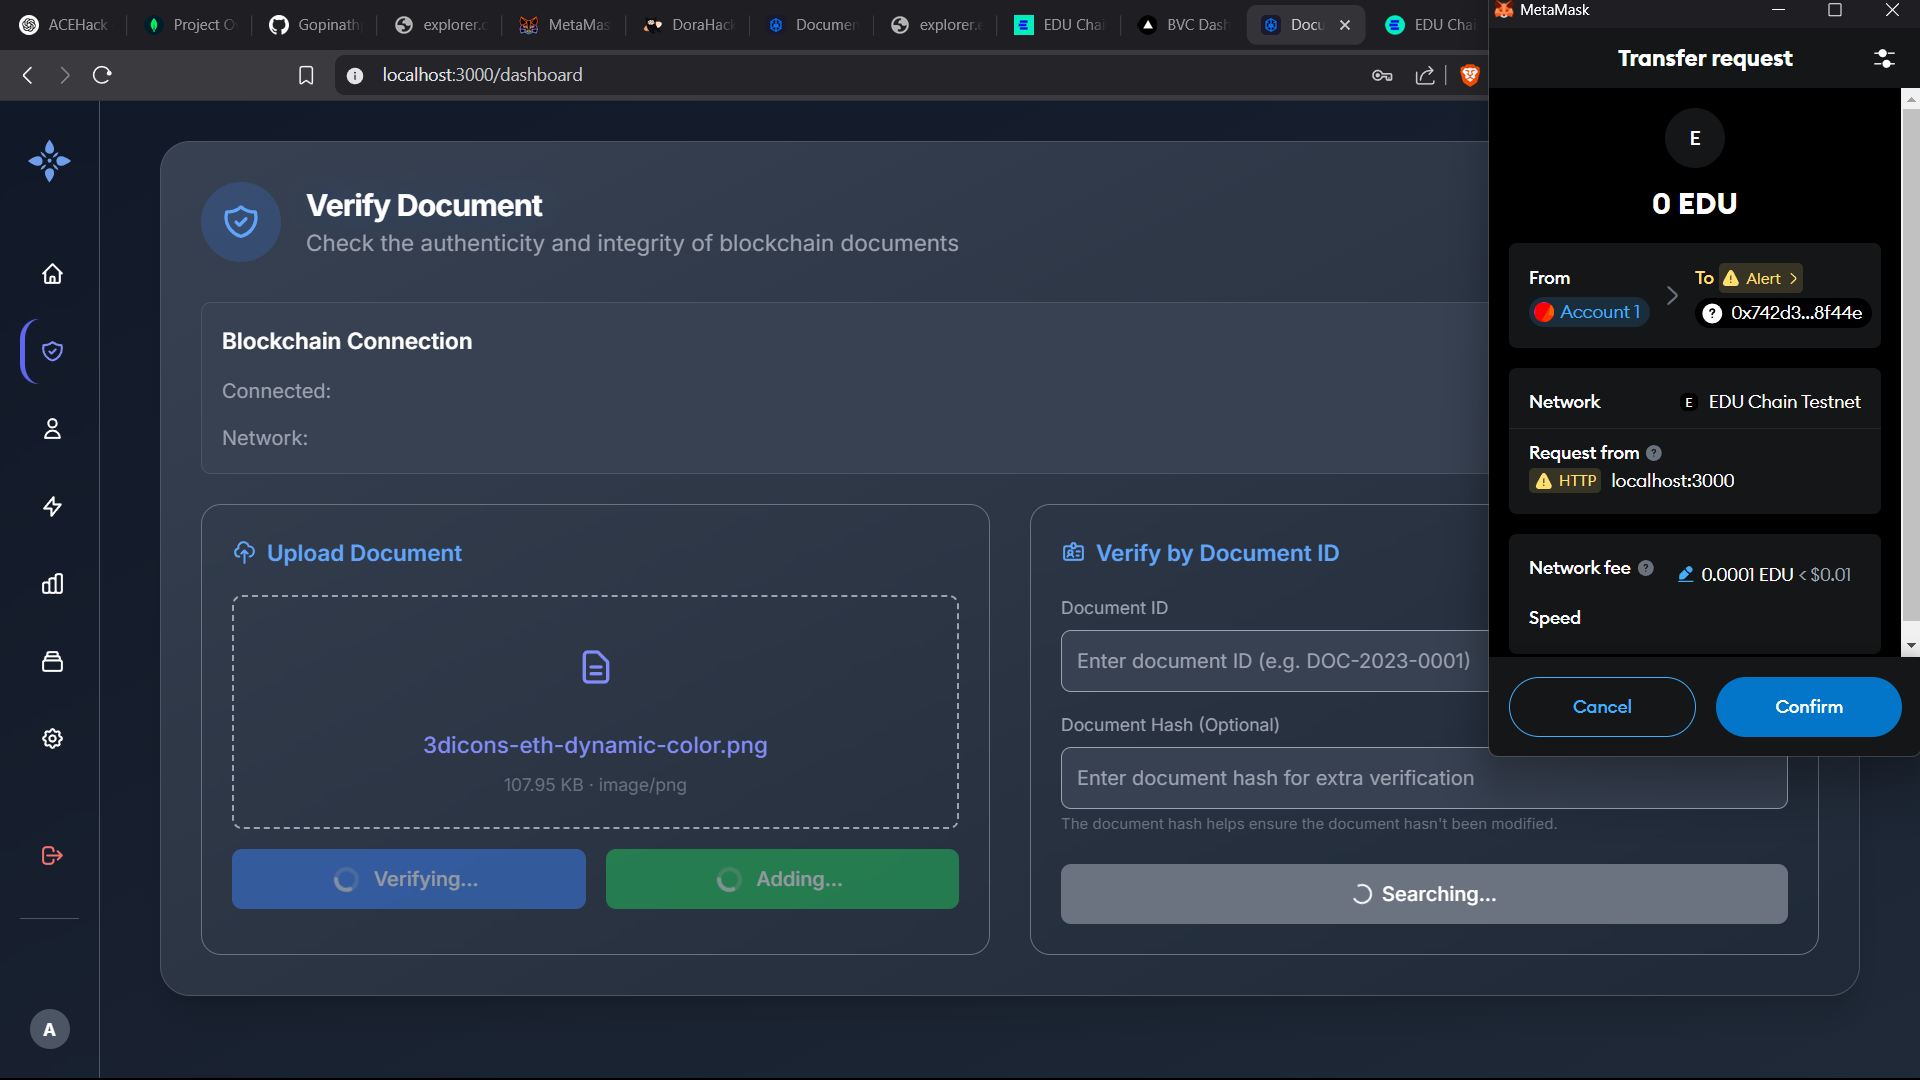 ACEHack
Project O
Gopinath
explorer.c
MetaMas
DoraHack
Documen
explorer.e
EDU Chai
BVC Dash
Docu
EDU Chai
MetaMask
localhost:3000/dashboard
Transfer request
E
0 EDU
From
To Alert
Account 1
0x742d3...8f44e
Network
E EDU Chain Testnet
Request from
HTTP localhost:3000
Network fee
0.0001 EDU < $0.01
Speed
Cancel
Confirm
Verify Document
Check the authenticity and integrity of blockchain documents
Blockchain Connection
Connected:
Network:
Upload Document
3dicons-eth-dynamic-color.png
107.95 KB · image/png
Verifying...
Adding...
Verify by Document ID
Document ID
Enter document ID (e.g. DOC-2023-0001)
Document Hash (Optional)
Enter document hash for extra verification
The document hash helps ensure the document hasn't been modified.
Searching...
A